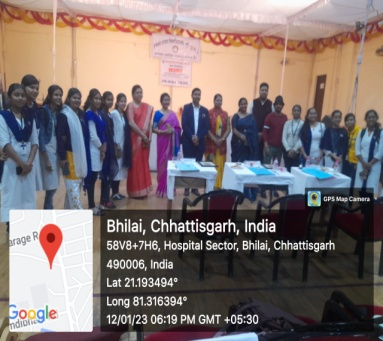 GPS Map Camera
Bhilai, Chhattisgarh, India
58V8+7H6, Hospital Sector, Bhilai, Chhattisgarh
490006, India
Lat 21.193494°
Long 81.316394°
12/01/23 06:19 PM GMT +05:30
arage R
Google